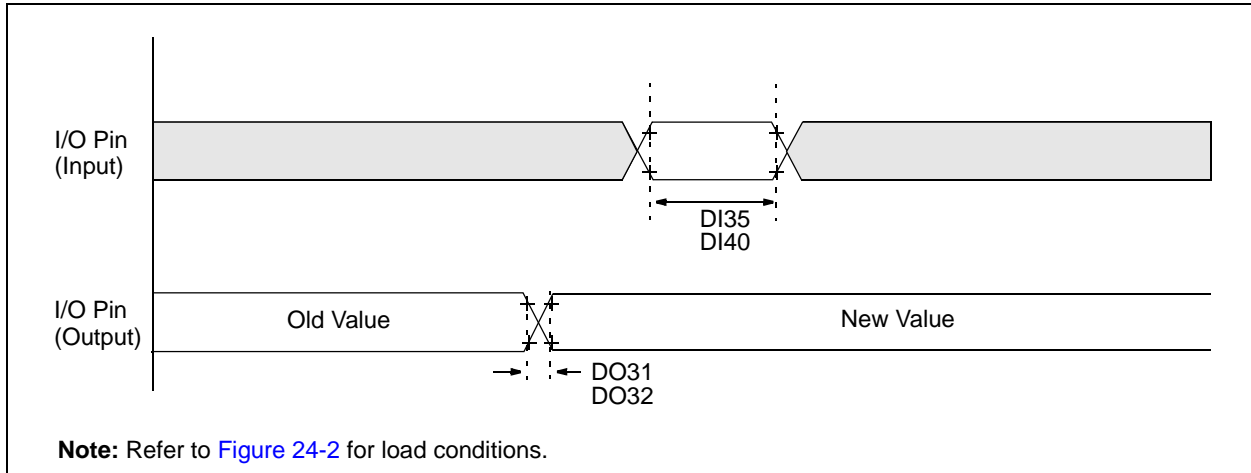 I/O Pin
(Input)
DI35
DI40
I/O Pin
(Output)
Old Value
New Value
DO31
DO32
Note: Refer to Figure 24-2 for load conditions.